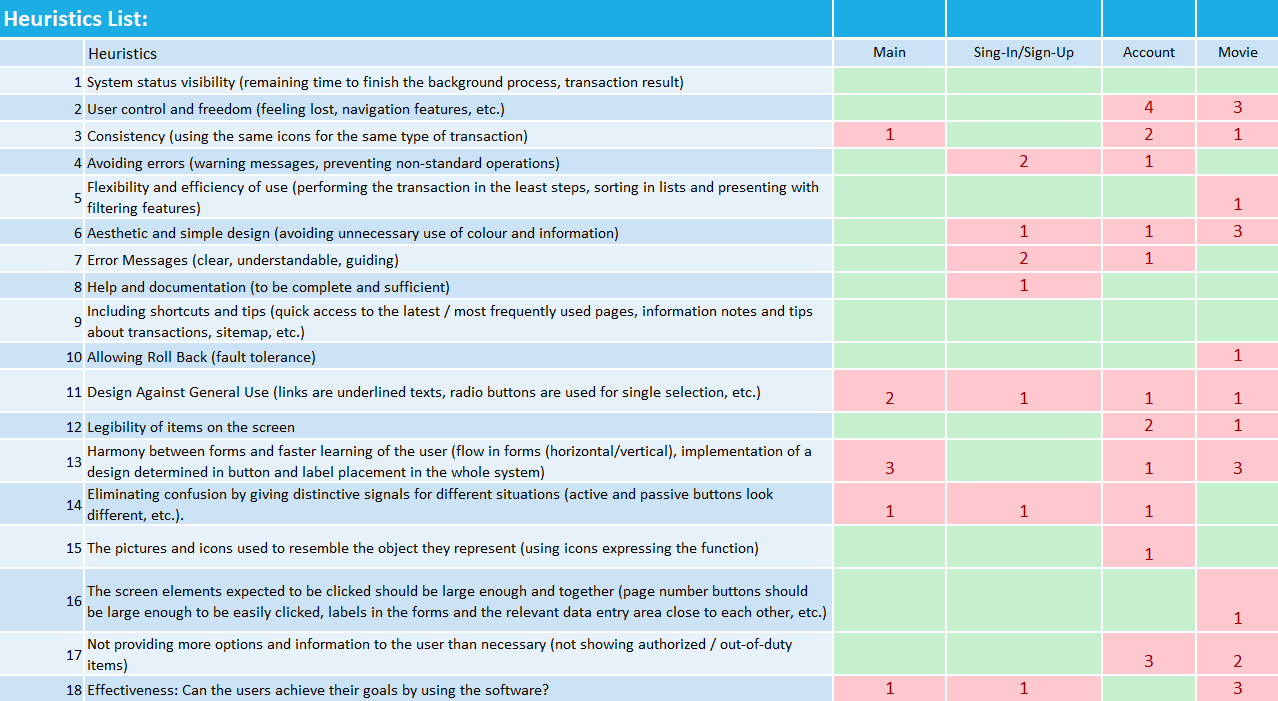 Heuristics List:
Heuristics Main Sing-In/Sign-Up Account Movie
1 System status visibility (remaining time to finish the background process, transaction result)
2 User control and freedom (feeling lost, navigation features, etc.) 4 3
3 Consistency (using the same icons for the same type of transaction) 1 2 1
4 Avoiding errors (warning messages, preventing non-standard operations) 2 1
5 Flexibility and efficiency of use (performing the transaction in the least steps, sorting in lists and presenting with
filtering features) 1
6 Aesthetic and simple design (avoiding unnecessary use of colour and information) 1 1 3
7 Error Messages (clear, understandable, guiding) 2 1
8 Help and documentation (to be complete and sufficient) 1
9 Including shortcuts and tips (quick access to the latest / most frequently used pages, information notes and tips
about transactions, sitemap, etc.)
10 Allowing Roll Back (fault tolerance) 1
11 Design Against General Use (links are underlined texts, radio buttons are used for single selection, etc.) 2 1 1 1
12 Legibility of items on the screen 2 1
13 Harmony between forms and faster learning of the user (flow in forms (horizontal/vertical), implementation of a
design determined in button and label placement in the whole system) 3 1 3
14 Eliminating confusion by giving distinctive signals for different situations (active and passive buttons look
different, etc.). 1 1 1
15 The pictures and icons used to resemble the object they represent (using icons expressing the function) 1
16 The screen elements expected to be clicked should be large enough and together (page number buttons should
be large enough to be easily clicked, labels in the forms and the relevant data entry area close to each other, etc.) 1
17 Not providing more options and information to the user than necessary (not showing authorized / out-of-duty
items) 3 2
18 Effectiveness: Can the users achieve their goals by using the software? 1 1 3